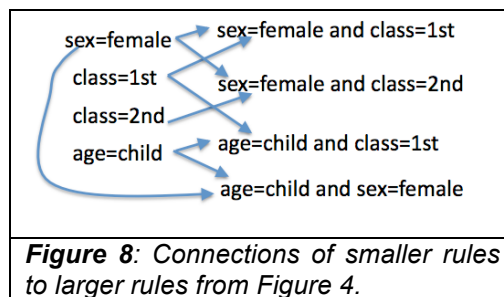 sex=female
class=1st
class=2nd
age=child
sex=female and class=1st
sex=female and class=2nd
age=child and class=1st
age=child and sex=female
Figure 8: Connections of smaller rules
to larger rules from Figure 4.